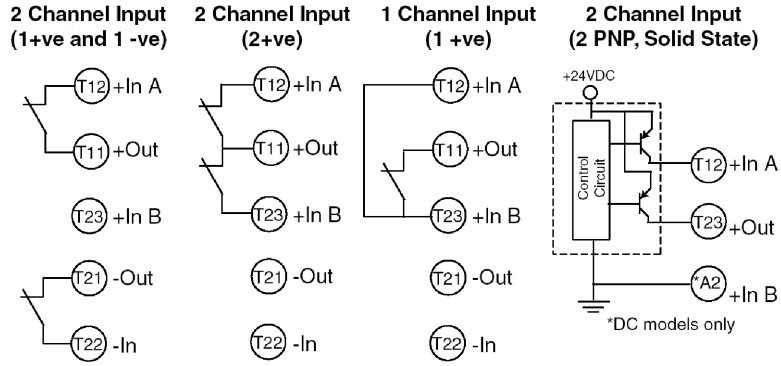 2 Channel Input
(1+ve and 1 -ve)
T12 +In A
T11 +Out
T23 +In B
T21 -Out
T22 -In
2 Channel Input
(2+ve)
T12 +In A
T11 +Out
T23 +In B
T21 -Out
T22 -In
1 Channel Input
(1 +ve)
T12 +In A
T11 +Out
T23 +In B
T21 -Out
T22 -In
2 Channel Input
(2 PNP, Solid State)
+24VDC
Control
Circuit
T12 +In A
T23 +Out
*A2 +In B
*DC models only